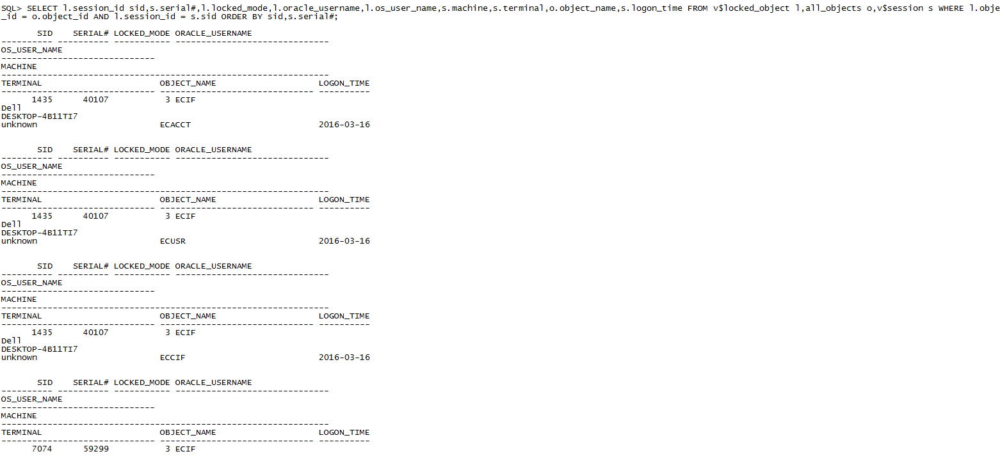 SQL> SELECT l.session_id sid,s.serial#,l.locked_mode,l.oracle_username,l.os_user_name,s.machine,s.terminal,o.object_name,s.logon_time FROM v$locked_object l,all_objects o,v$session s WHERE l.obje
_id = o.object_id AND l.session_id = s.sid ORDER BY sid,s.serial#;
SID SERIAL# LOCKED_MODE ORACLE_USERNAME
---------- ---------- ----------- ------------------------------
OS_USER_NAME
------------------------------
MACHINE
----------------------------------------------------------------
TERMINAL OBJECT_NAME LOGON_TIME
------------------------------ ------------------------------ ----------
1435 40107 3 ECIF
Dell
DESKTOP-4B11TI7
unknown ECACCT 2016-03-16
SID SERIAL# LOCKED_MODE ORACLE_USERNAME
---------- ---------- ----------- ------------------------------
OS_USER_NAME
------------------------------
MACHINE
----------------------------------------------------------------
TERMINAL OBJECT_NAME LOGON_TIME
------------------------------ ------------------------------ ----------
1435 40107 3 ECIF
Dell
DESKTOP-4B11TI7
unknown ECUSR 2016-03-16
SID SERIAL# LOCKED_MODE ORACLE_USERNAME
---------- ---------- ----------- ------------------------------
OS_USER_NAME
------------------------------
MACHINE
----------------------------------------------------------------
TERMINAL OBJECT_NAME LOGON_TIME
------------------------------ ------------------------------ ----------
1435 40107 3 ECIF
Dell
DESKTOP-4B11TI7
unknown ECCIF 2016-03-16
SID SERIAL# LOCKED_MODE ORACLE_USERNAME
---------- ---------- ----------- ------------------------------
OS_USER_NAME
------------------------------
MACHINE
----------------------------------------------------------------
TERMINAL OBJECT_NAME LOGON_TIME
------------------------------ ------------------------------ ----------
7074 59299 3 ECIF